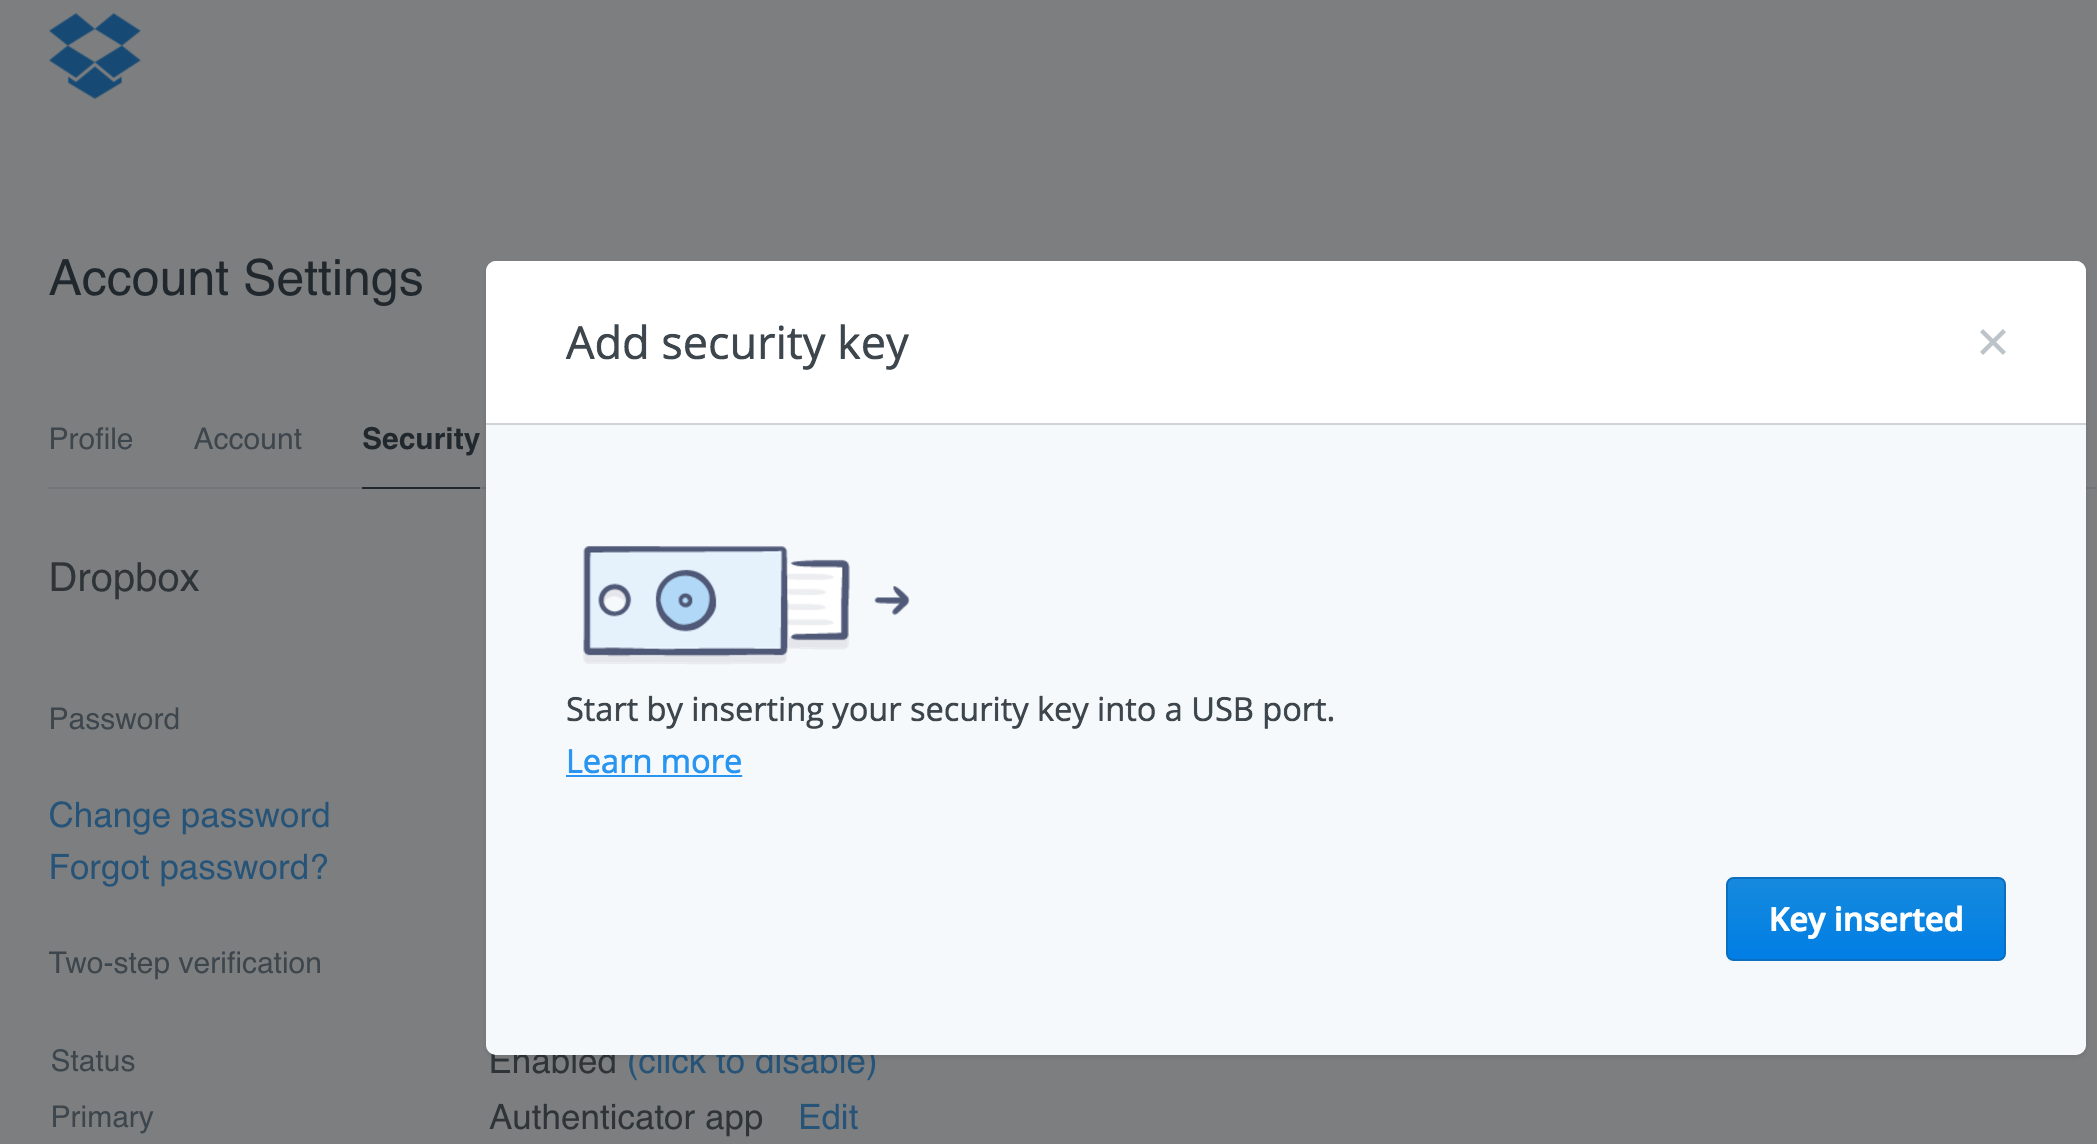 Account Settings
Add security key
Profile Account Security
Start by inserting your security key into a USB port.
Learn more
Key inserted
Dropbox
Password
Change password
Forgot password?
Two-step verification
Status Enabled (click to disable)
Primary Authenticator app Edit